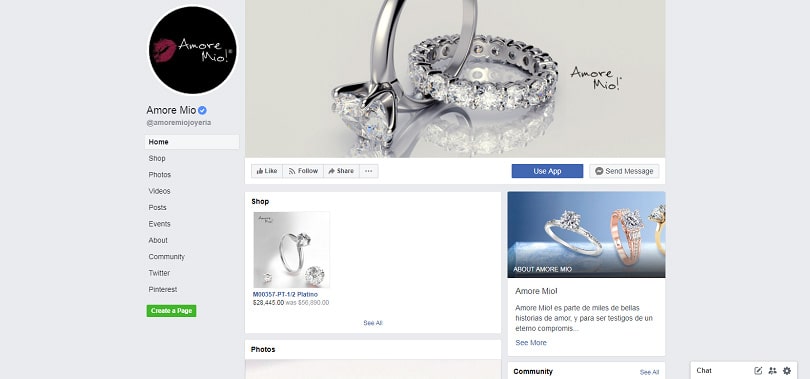 Amore
Mio!®
Amore Mio
@amoremiojoyeria
Home
Shop
Photos
Videos
Posts
Events
About
Community
Twitter
Pinterest
Create a Page
Amore
Mio!®
Like
Follow
Share
Use App
Send Message
Shop
Amore Mio!
M00357-PT-1/2 Platino
$28,445.00 was $56,890.00
See All
Photos
ABOUT AMORE MIO
Amore Mio!
Amore Mio! es parte de miles de bellas
historias de amor, y para ser testigos de un
eterno compromis...
See More
Community
See All
Chat